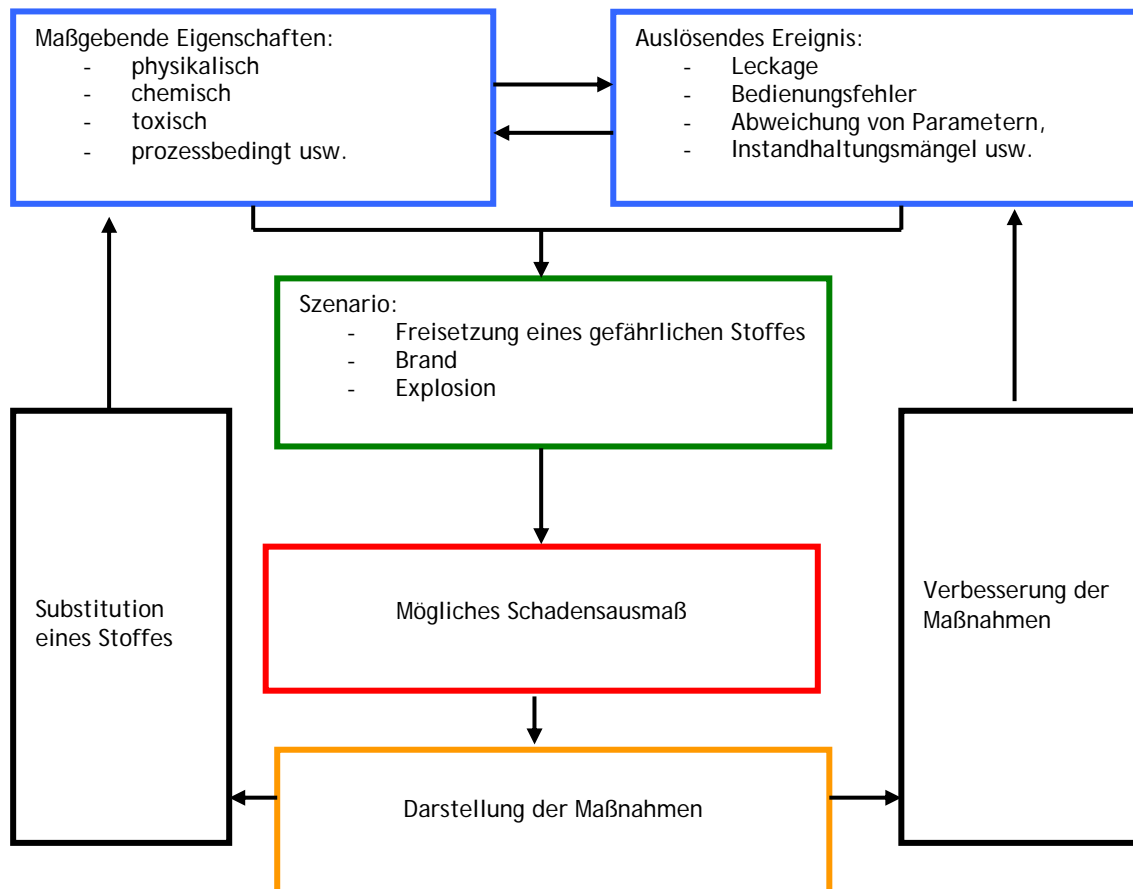 Maßgebende Eigenschaften:
- physikalisch
- chemisch
- toxisch
- prozessbedingt usw.
Auslösendes Ereignis:
- Leckage
- Bedienungsfehler
- Abweichung von Parametern,
- Instandhaltungsmängel usw.
Szenario:
- Freisetzung eines gefährlichen Stoffes
- Brand
- Explosion
Mögliches Schadensausmaß
Substitution
eines Stoffes
Verbesserung der
Maßnahmen
Darstellung der Maßnahmen